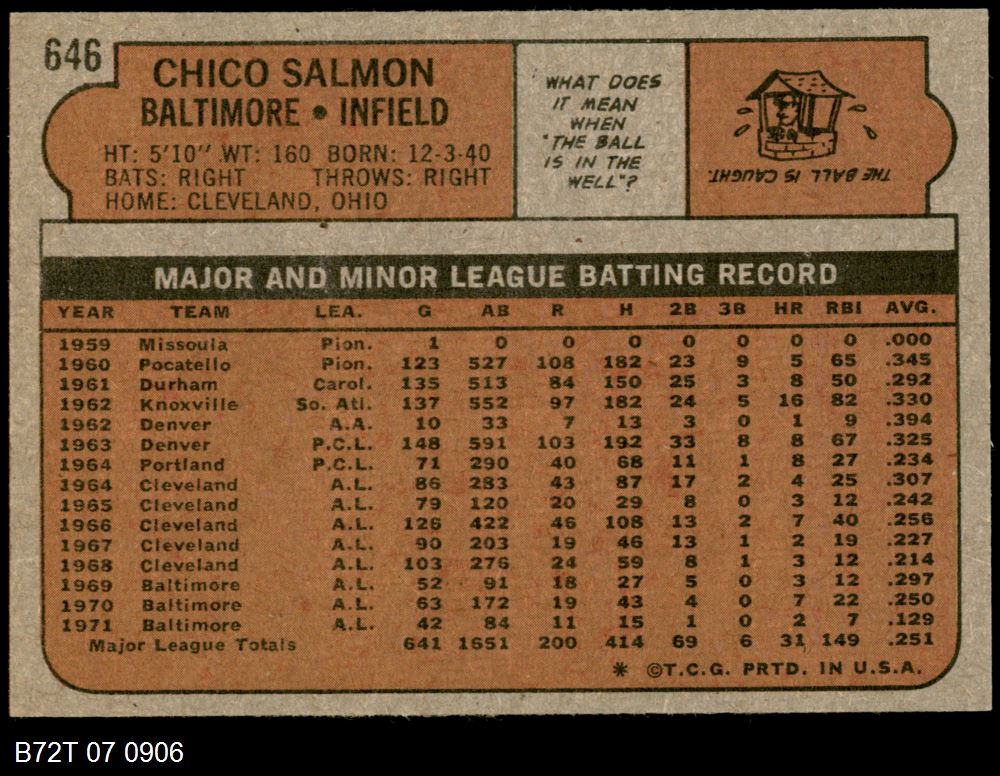 646
CHICO SALMON
BALTIMORE • INFIELD
HT: 5'10" WT: 160 BORN: 12-3-40
BATS: RIGHT THROWS: RIGHT
HOME: CLEVELAND, OHIO
WHAT DOES
IT MEAN
WHEN
"THE BALL
IS IN THE
WELL"?
THE BALL IS CAUGHT.
MAJOR AND MINOR LEAGUE BATTING RECORD
YEAR TEAM LEA. G AB R H 2B 3B HR RBI AVG.
1959 Missoula Pion. 1 0 0 0 0 0 0 0 .000
1960 Pocatello Pion. 123 527 108 182 23 9 5 65 .345
1961 Durham Carol. 135 513 84 150 25 3 8 50 .292
1962 Knoxville So. Atl. 137 552 97 182 24 5 16 82 .330
1962 Denver A.A. 10 33 7 13 3 0 1 9 .394
1963 Denver P.C.L. 148 591 103 192 33 8 8 67 .325
1964 Portland P.C.L. 71 290 40 68 11 1 8 27 .234
1964 Cleveland A.L. 86 283 43 87 17 2 4 25 .307
1965 Cleveland A.L. 79 120 20 29 8 0 3 12 .242
1966 Cleveland A.L. 126 422 46 108 13 2 7 40 .256
1967 Cleveland A.L. 90 203 19 46 13 1 2 19 .227
1968 Cleveland A.L. 103 276 24 59 8 1 3 12 .214
1969 Baltimore A.L. 52 91 18 27 5 0 3 12 .297
1970 Baltimore A.L. 63 172 19 43 4 0 7 22 .250
1971 Baltimore A.L. 42 84 11 15 1 0 2 7 .129
Major League Totals 641 1651 200 414 69 6 31 149 .251
* ©T.C.G. PRTD. IN U.S.A.
B72T 07 0906